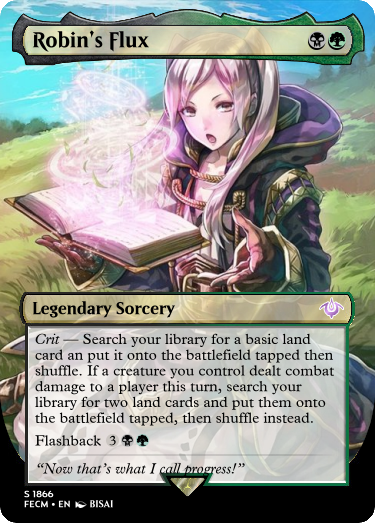 Robin's Flux
Legendary Sorcery
Crit — Search your library for a basic land
card an put it onto the battlefield tapped then
shuffle. If a creature you control dealt combat
damage to a player this turn, search your
library for two land cards and put them onto
the battlefield tapped, then shuffle instead.
Flashback 3
“Now that’s what I call progress!”
S 1866
FECM • EN BISAI